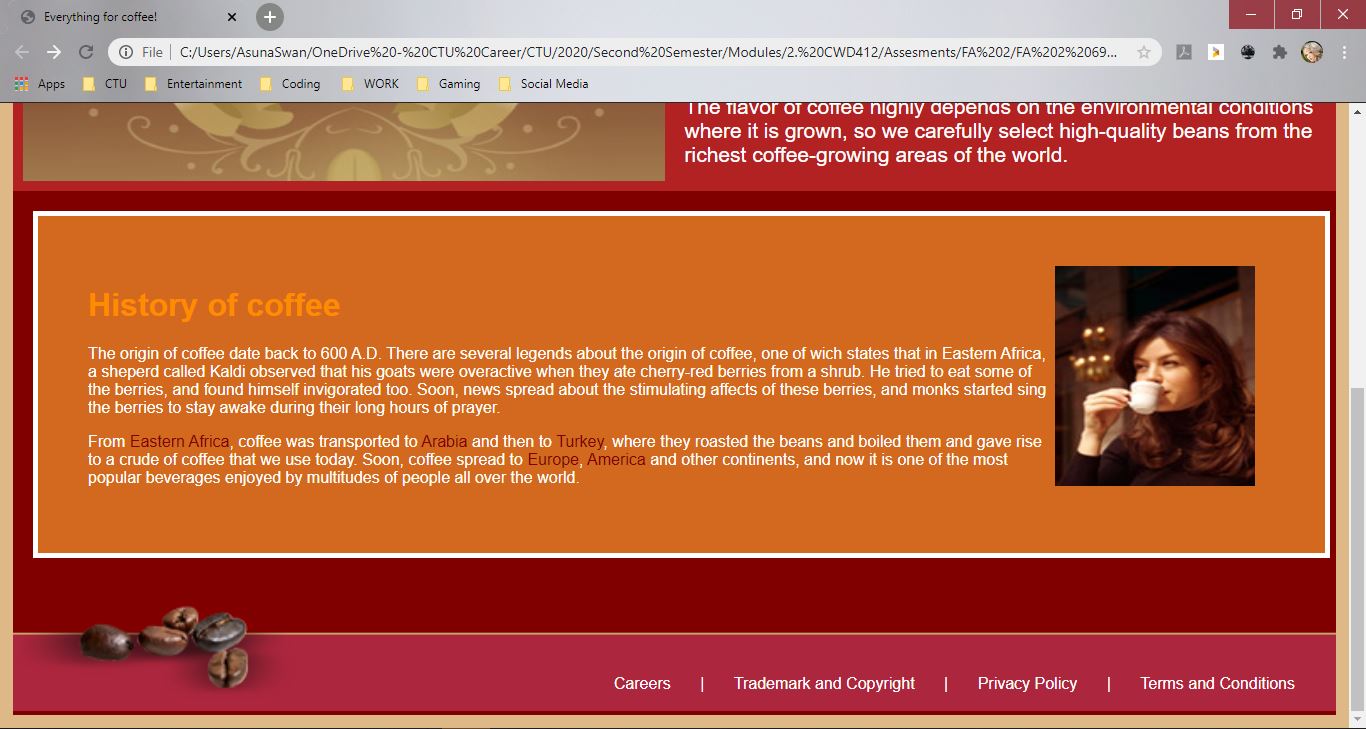 Everything for coffee!
File
C:/Users/AsunaSwan/OneDrive%20-%20CTU%20Career/CTU/2020/Second%20Semester/Modules/2.%20CWD412/Assesments/FA%202/FA%202%2069...
Apps CTU Entertainment Coding WORK Gaming Social Media
The flavor of coffee highly depends on the environmental conditions
where it is grown, so we carefully select high-quality beans from the
richest coffee-growing areas of the world.
History of coffee
The origin of coffee date back to 600 A.D. There are several legends about the origin of coffee, one of wich states that in Eastern Africa,
a sheperd called Kaldi observed that his goats were overactive when they ate cherry-red berries from a shrub. He tried to eat some of
the berries, and found himself invigorated too. Soon, news spread about the stimulating affects of these berries, and monks started sing
the berries to stay awake during their long hours of prayer.
From Eastern Africa, coffee was transported to Arabia and then to Turkey, where they roasted the beans and boiled them and gave rise
to a crude of coffee that we use today. Soon, coffee spread to Europe, America and other continents, and now it is one of the most
popular beverages enjoyed by multitudes of people all over the world.
Careers | Trademark and Copyright | Privacy Policy | Terms and Conditions